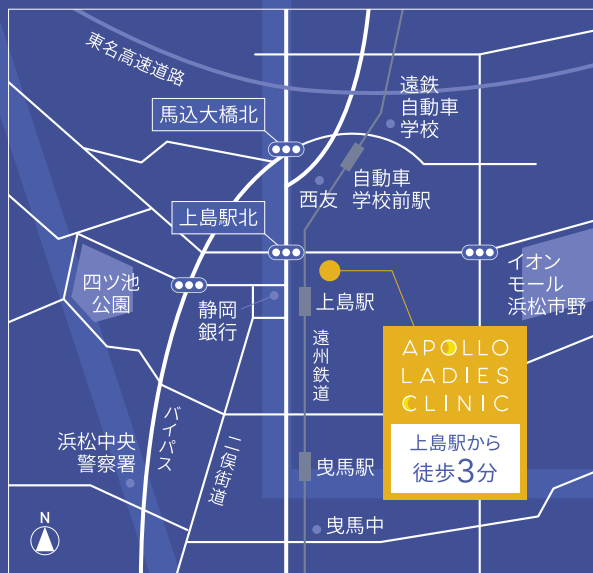 東名高速道路
遠鉄
自動車
学校
馬込大橋北
西友
自動車
学校前駅
上島駅北
イオン
モール
浜松市野
四ツ池
公園
静岡
銀行
上島駅
遠州鉄道
APOLLO
LADIES
CLINIC
上島駅から
徒歩3分
バイパス
二俣街道
浜松中央
警察署
曳馬駅
曳馬中
N